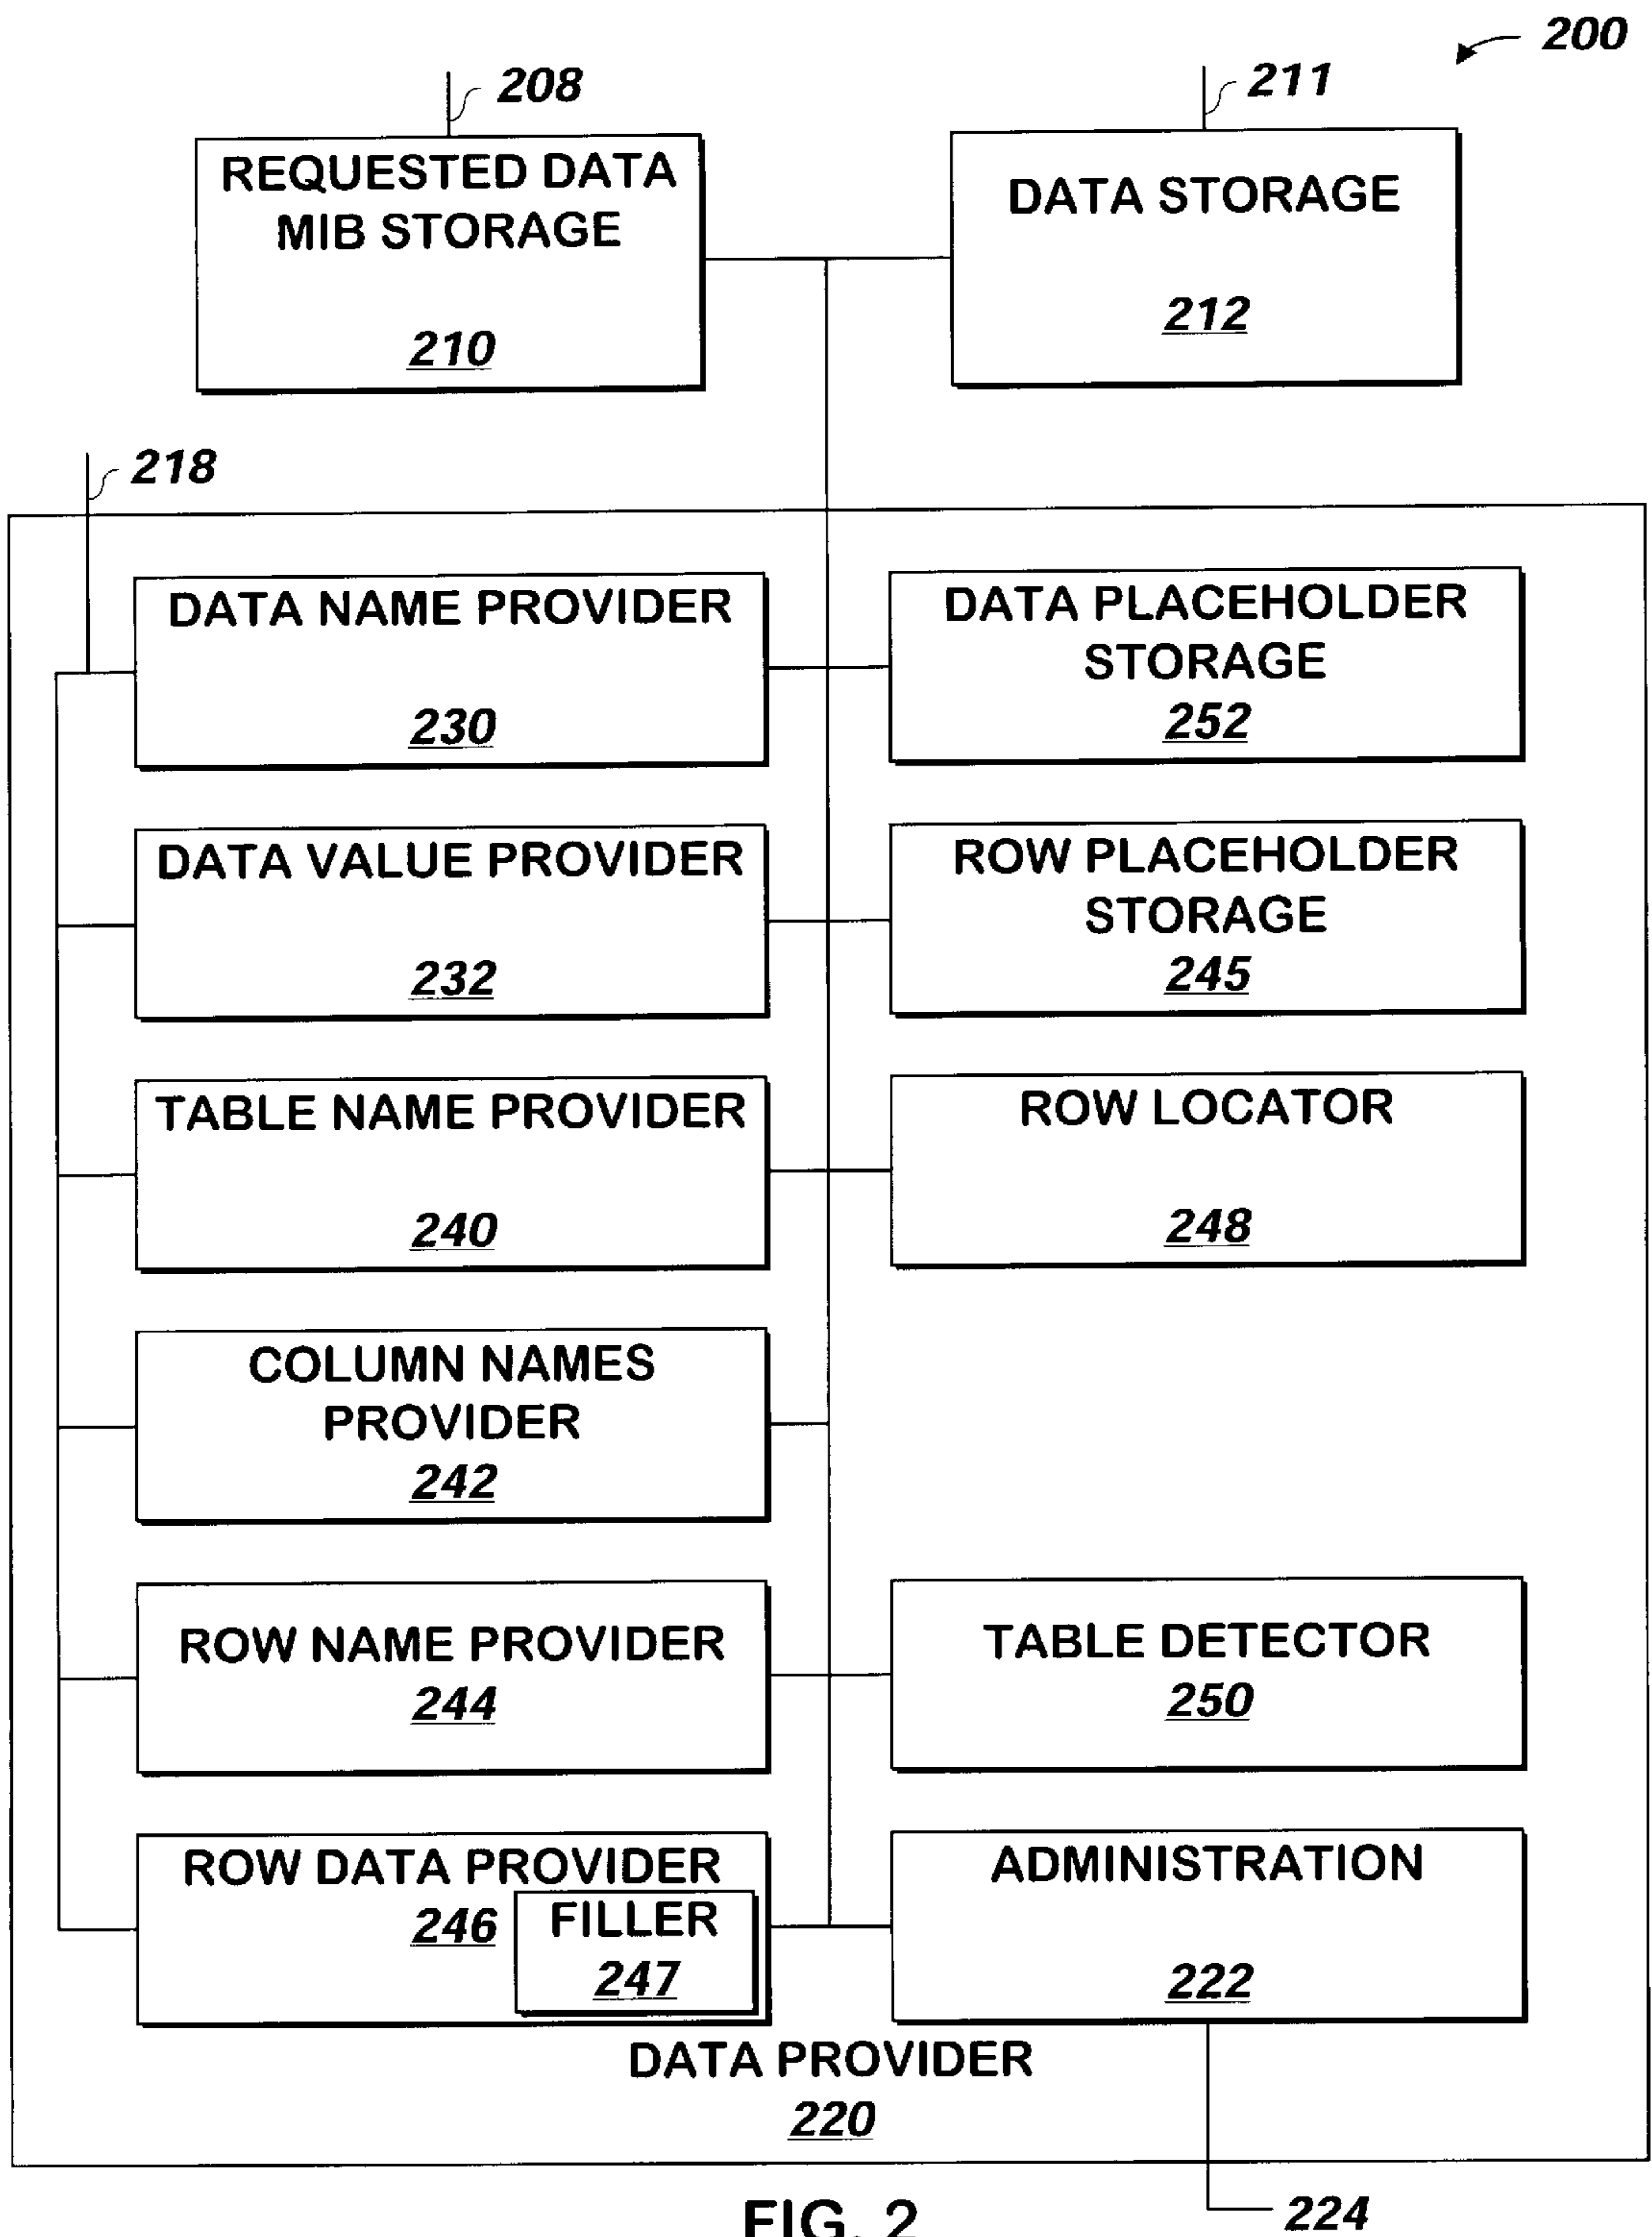 200
208
211
REQUESTED DATA
MIB STORAGE
210
DATA STORAGE
212
218
DATA NAME PROVIDER
230
DATA PLACEHOLDER
STORAGE
252
DATA VALUE PROVIDER
232
ROW PLACEHOLDER
STORAGE
245
TABLE NAME PROVIDER
240
ROW LOCATOR
248
COLUMN NAMES
PROVIDER
242
ROW NAME PROVIDER
244
TABLE DETECTOR
250
ROW DATA PROVIDER
246
FILLER
247
ADMINISTRATION
222
DATA PROVIDER
220
224
FIG. 2